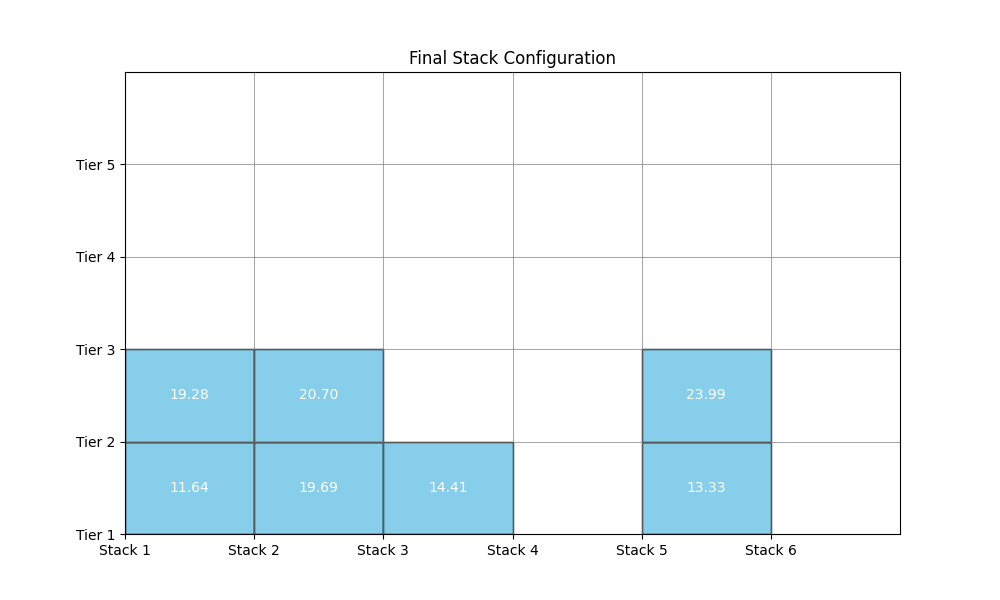 Final Stack Configuration
Tier 5
Tier 4
Tier 3
19.28 20.70 23.99
Tier 2
11.64 19.69 14.41 13.33
Tier 1
Stack 1 Stack 2 Stack 3 Stack 4 Stack 5 Stack 6